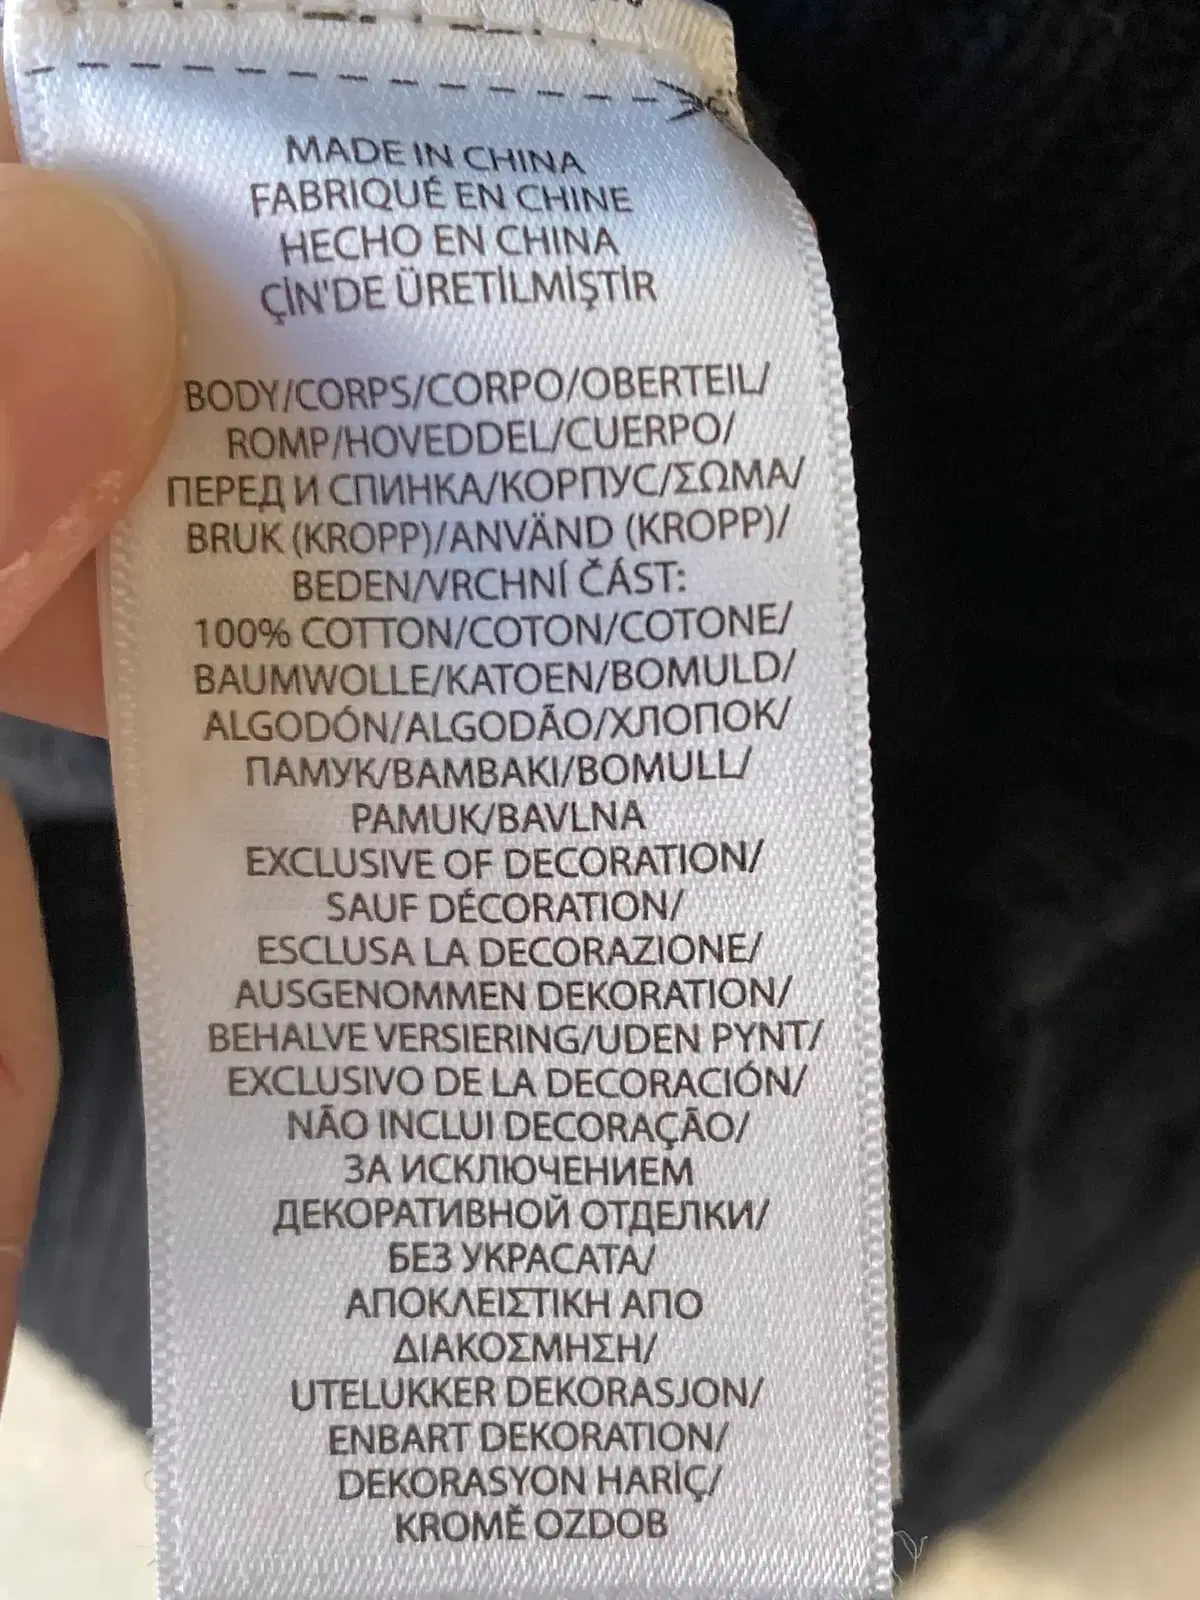 MADE IN CHINA
FABRIQUÉ EN CHINE
HECHO EN CHINA
ÇİN'DE ÜRETİLMİŞTİR
BODY/CORPS/CORPO/OBERTEIL/
ROMP/HOVEDDEL/CUERPO/
ПЕРЕД И СПИНКА/КОРПУС/ΣΩΜΑ/
BRUK (KROPP)/ANVÄND (KROPP)/
BEDEN/VRCHNÍ ČÁST:
100% COTTON/COTON/COTONE/
BAUMWOLLE/KATOEN/BOMULD/
ALGODÓN/ALGODÃO/ХЛОПОК/
ПАМУК/ΒΑΜΒΑΚΙ/BOMULL/
PAMUK/BAVLNA
EXCLUSIVE OF DECORATION/
SAUF DÉCORATION/
ESCLUSA LA DECORAZIONE/
AUSGENOMMEN DEKORATION/
BEHALVE VERSIERING/UDEN PYNT/
EXCLUSIVO DE LA DECORACIÓN/
NÃO INCLUI DECORAÇÃO/
ЗА ИСКЛЮЧЕНИЕМ
ДЕКОРАТИВНОЙ ОТДЕЛКИ/
БЕЗ УКРАСАТА/
ΑΠΟΚΛΕΙΣΤΙΚΗ ΑΠΟ
ΔΙΑΚΟΣΜΗΣΗ/
UTELUKKER DEKORASJON/
ENBART DEKORATION/
DEKORASYON HARİÇ/
KROMĚ OZDOB